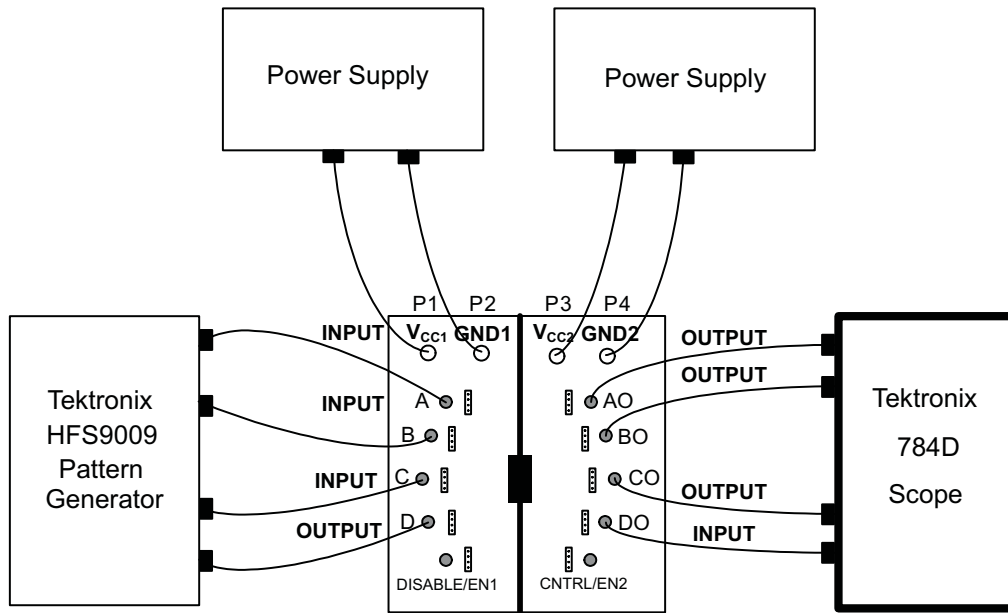 Power Supply
Power Supply
P1 P2 P3 P4
VCC1 GND1 VCC2 GND2
INPUT
OUTPUT
INPUT
OUTPUT
INPUT
OUTPUT
OUTPUT
INPUT
A
B
C
D
AO
BO
CO
DO
DISABLE/EN1
CNTRL/EN2
Tektronix
HFS9009
Pattern
Generator
Tektronix
784D
Scope